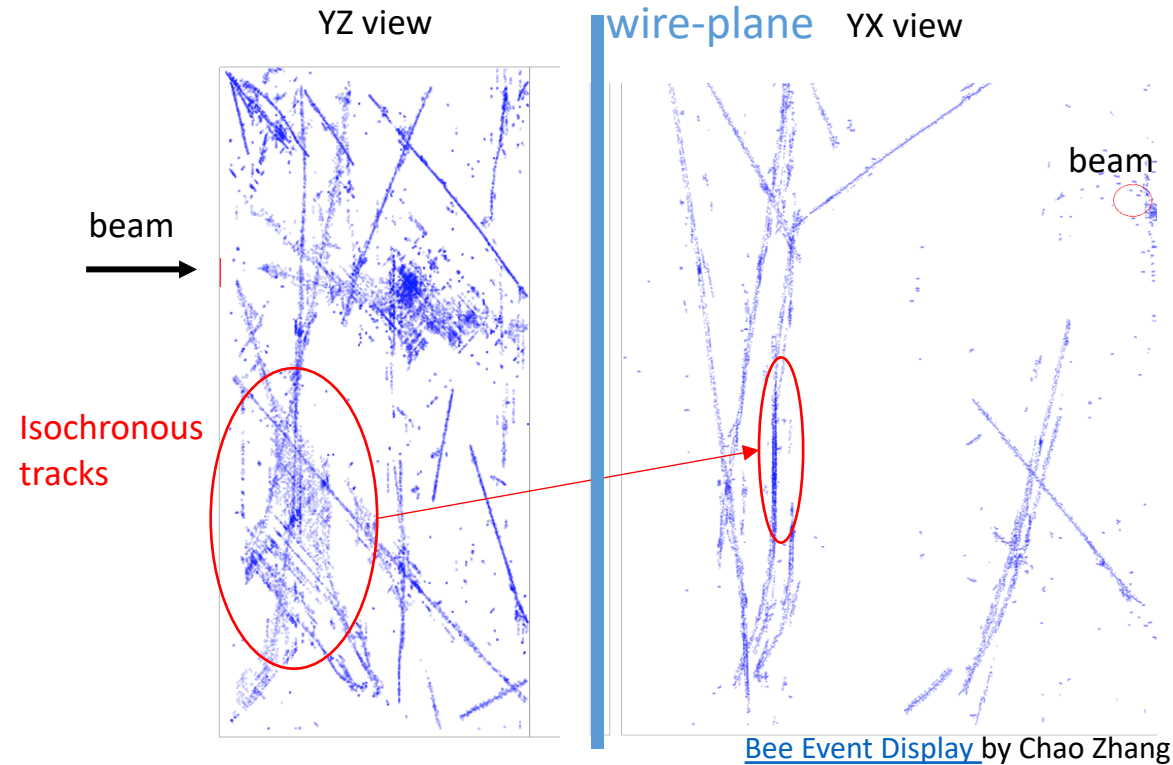 YZ view
wire-plane
YX view
beam
beam
Isochronous
tracks
Bee Event Display by Chao Zhang